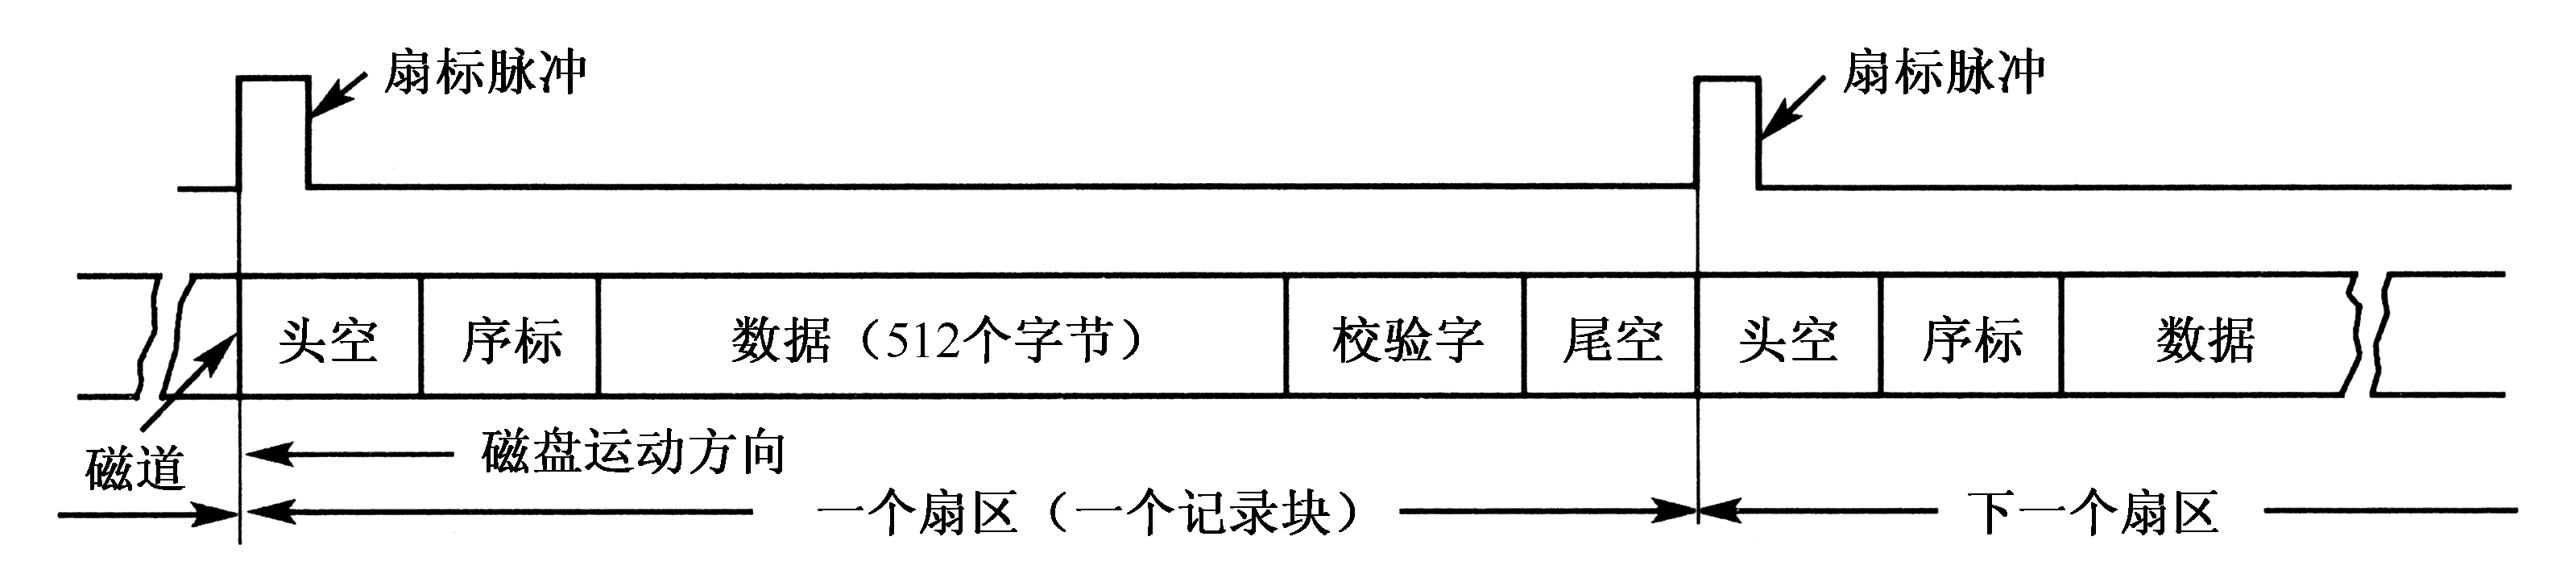 扇标脉冲
扇标脉冲
头空 序标 数据（512个字节） 校验字 尾空 头空 序标 数据
磁盘运动方向
磁道
一个扇区（一个记录块） 下一个扇区